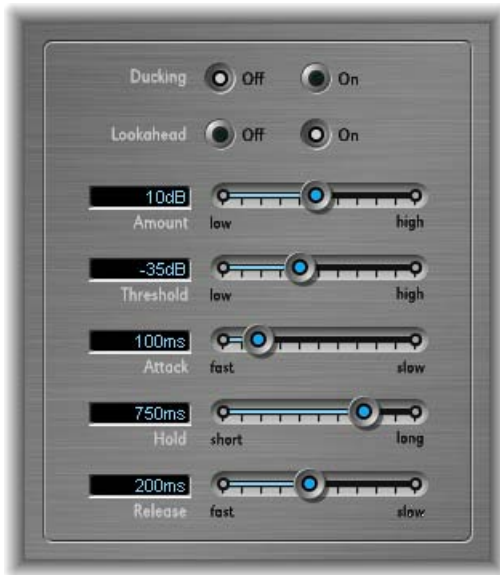 Ducking Off On
Lookahead Off On
10dB
Amount low high
-35dB
Threshold low high
100ms
Attack fast slow
750ms
Hold short long
200ms
Release fast slow